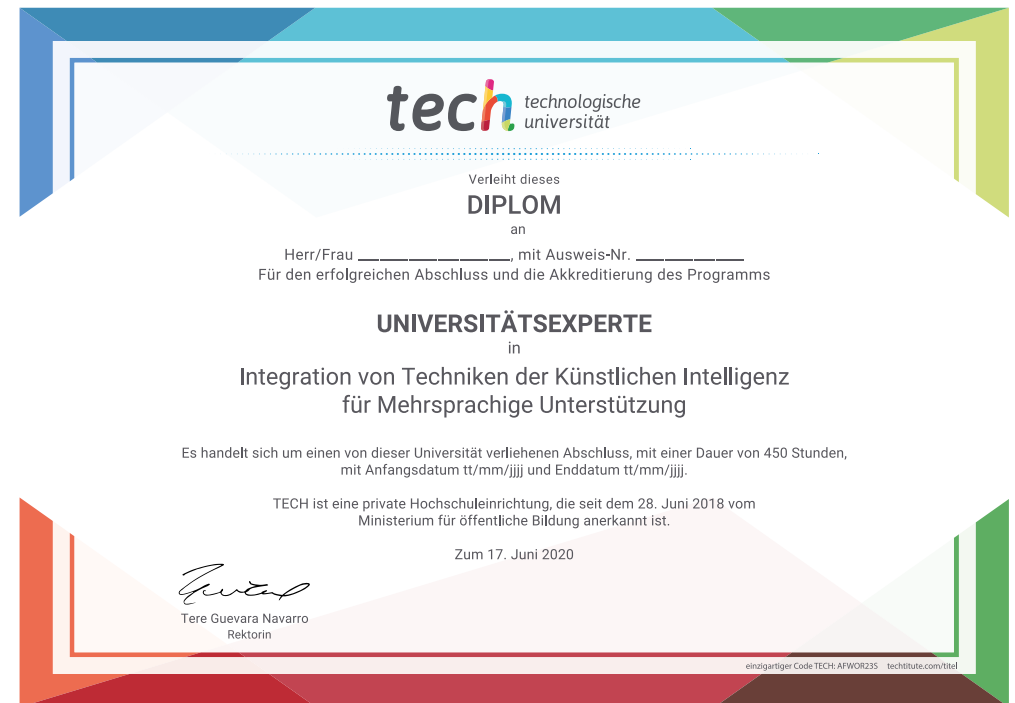 tech technologische
universität
Verleiht dieses
DIPLOM
an
Herr/Frau ____________________, mit Ausweis-Nr. ______________
Für den erfolgreichen Abschluss und die Akkreditierung des Programms
UNIVERSITÄTSEXPERTE
in
Integration von Techniken der Künstlichen Intelligenz
für Mehrsprachige Unterstützung
Es handelt sich um einen von dieser Universität verliehenen Abschluss, mit einer Dauer von 450 Stunden,
mit Anfangsdatum tt/mm/jjjj und Enddatum tt/mm/jjjj.
TECH ist eine private Hochschuleinrichtung, die seit dem 28. Juni 2018 vom
Ministerium für öffentliche Bildung anerkannt ist.
Zum 17. Juni 2020
Tere Guevara Navarro
Rektorin
einzigartiger Code TECH: AFWOR23S techtitute.com/titel